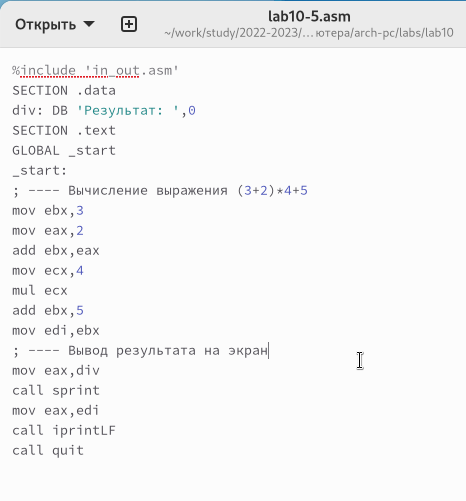 Открыть
lab10-5.asm
~/work/study/2022-2023/…ютера/arch-pc/labs/lab10
%include 'in_out.asm'
SECTION .data
div: DB 'Результат: ',0
SECTION .text
GLOBAL _start
_start:
; ---- Вычисление выражения (3+2)*4+5
mov ebx,3
mov eax,2
add ebx,eax
mov ecx,4
mul ecx
add ebx,5
mov edi,ebx
; ---- Вывод результата на экран
mov eax,div
call sprint
mov eax,edi
call iprintLF
call quit